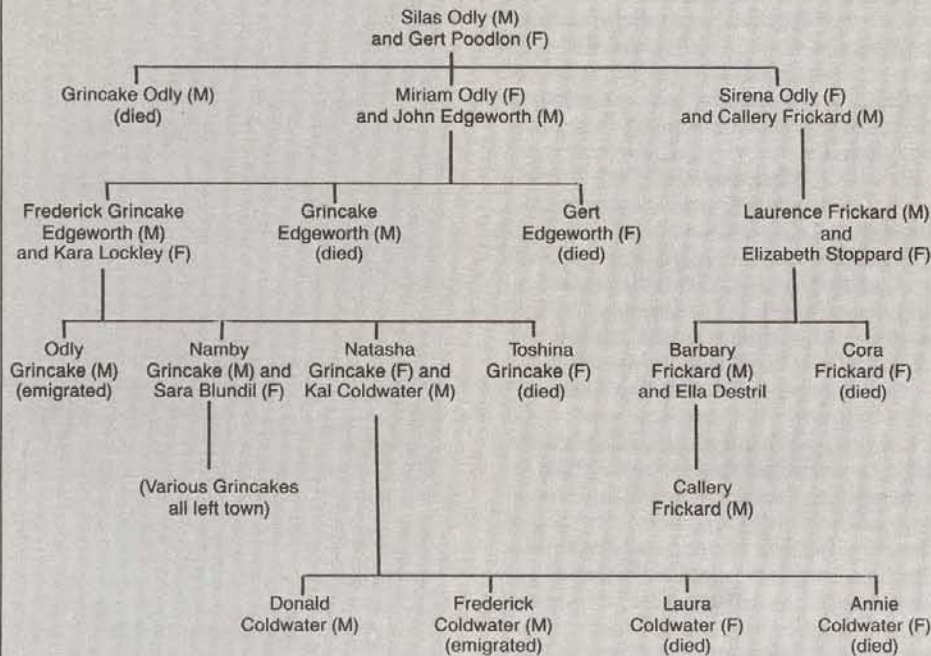 Silas Odly (M)
and Gert Poodlon (F)
Grincake Odly (M)
(died)
Miriam Odly (F)
and John Edgeworth (M)
Sirena Odly (F)
and Callery Frickard (M)
Frederick Grincake
Edgeworth (M)
and Kara Lockley (F)
Grincake
Edgeworth (M)
(died)
Gert
Edgeworth (F)
(died)
Laurence Frickard (M)
and
Elizabeth Stoppard (F)
Odly
Grincake (M)
(emigrated)
Namby
Grincake (M) and
Sara Blundil (F)
Natasha
Grincake (F) and
Kal Coldwater (M)
Toshina
Grincake (F)
(died)
Barbary
Frickard (M)
and Ella Destril
Cora
Frickard (F)
(died)
(Various Grincakes
all left town)
Callery
Frickard (M)
Donald
Coldwater (M)
Frederick
Coldwater (M)
(emigrated)
Laura
Coldwater (F)
(died)
Annie
Coldwater (F)
(died)